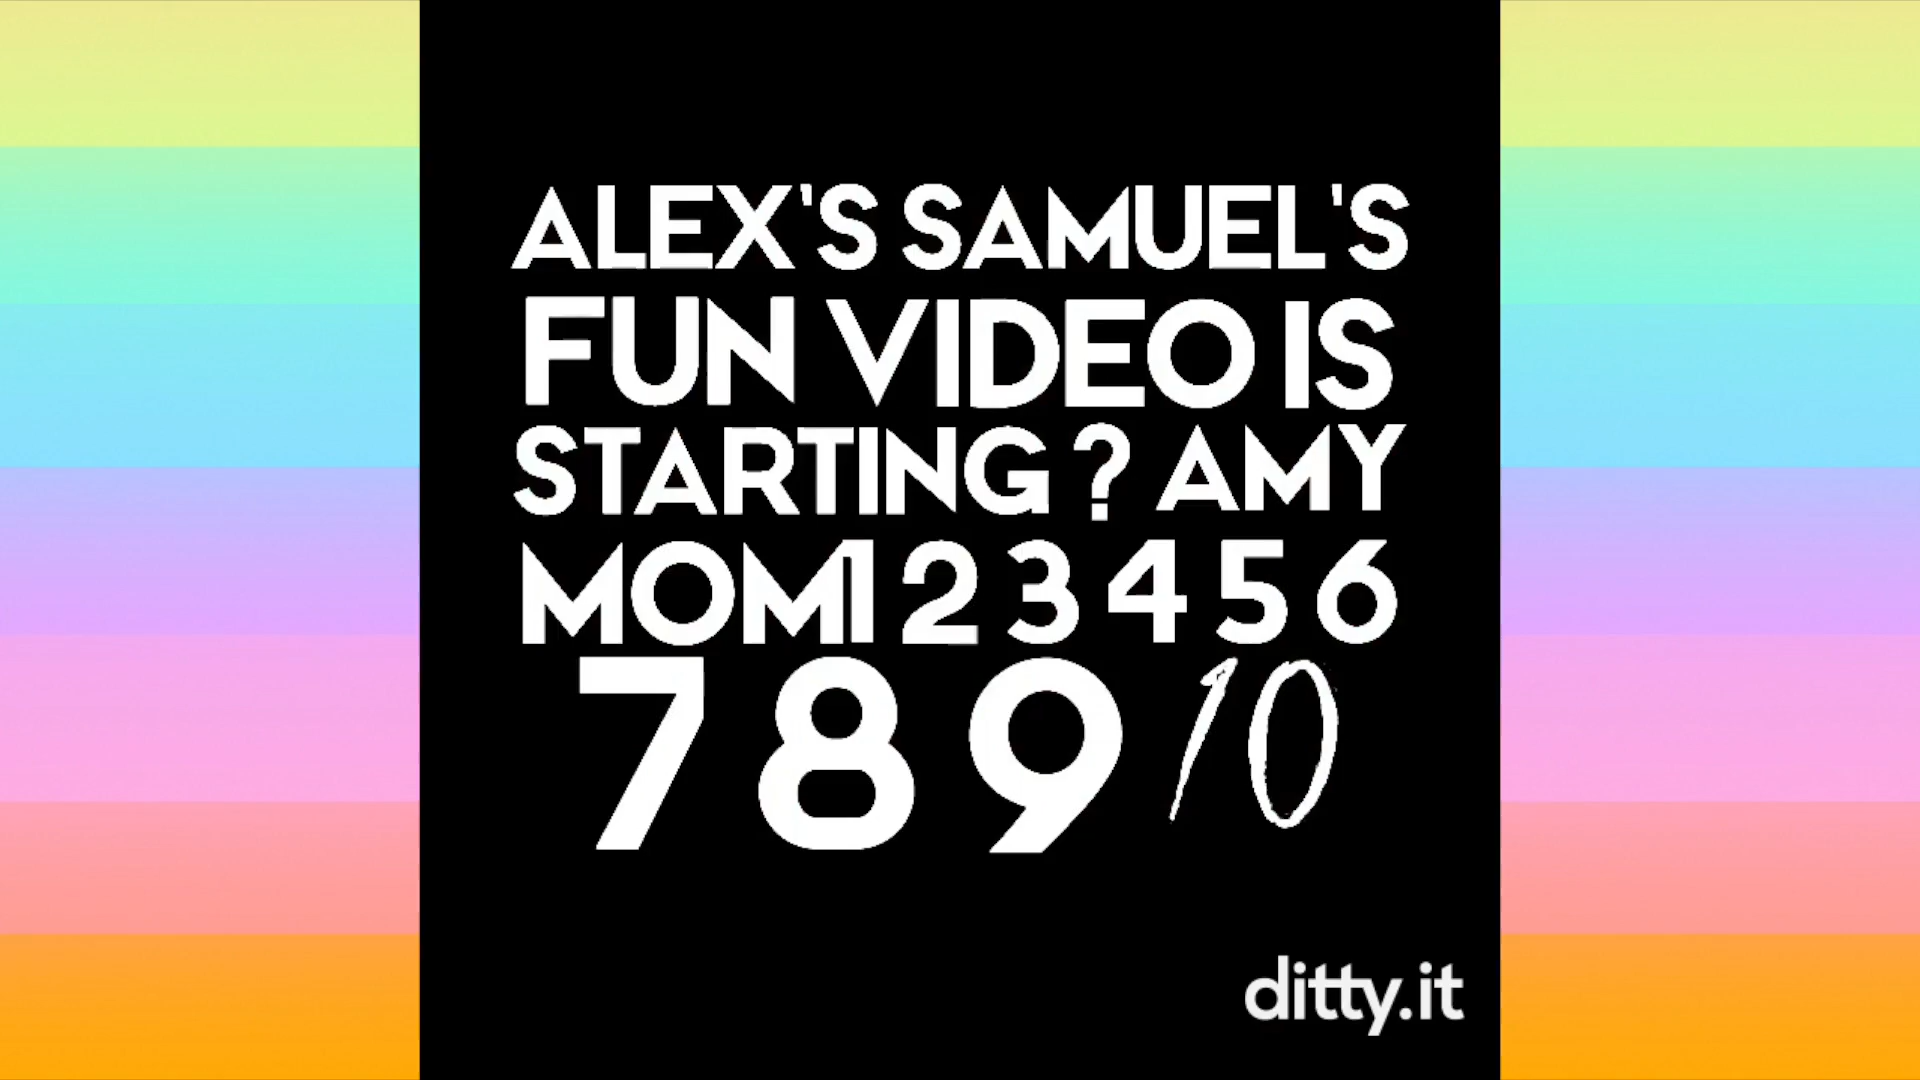 ALEX'S SAMUEL'S
FUN VIDEO IS
STARTING ? AMY
MOM1 2 3 4 5 6
7 8 9 10
ditty.it